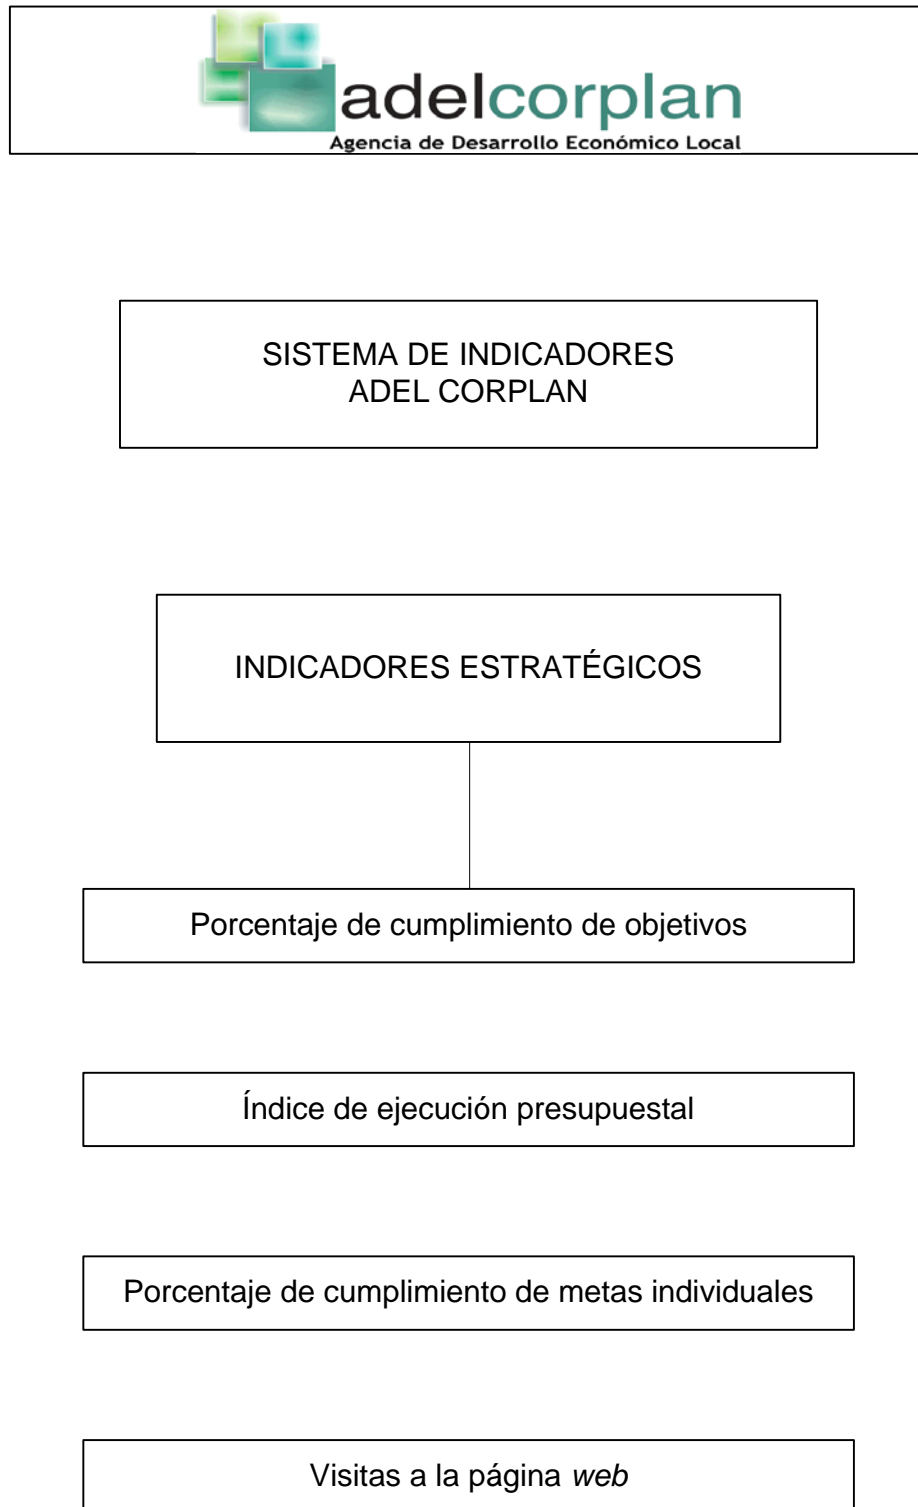 adelcorplan
Agencia de Desarrollo Económico Local
SISTEMA DE INDICADORES
ADEL CORPLAN
INDICADORES ESTRATÉGICOS
Porcentaje de cumplimiento de objetivos
Índice de ejecución presupuestal
Porcentaje de cumplimiento de metas individuales
Visitas a la página web